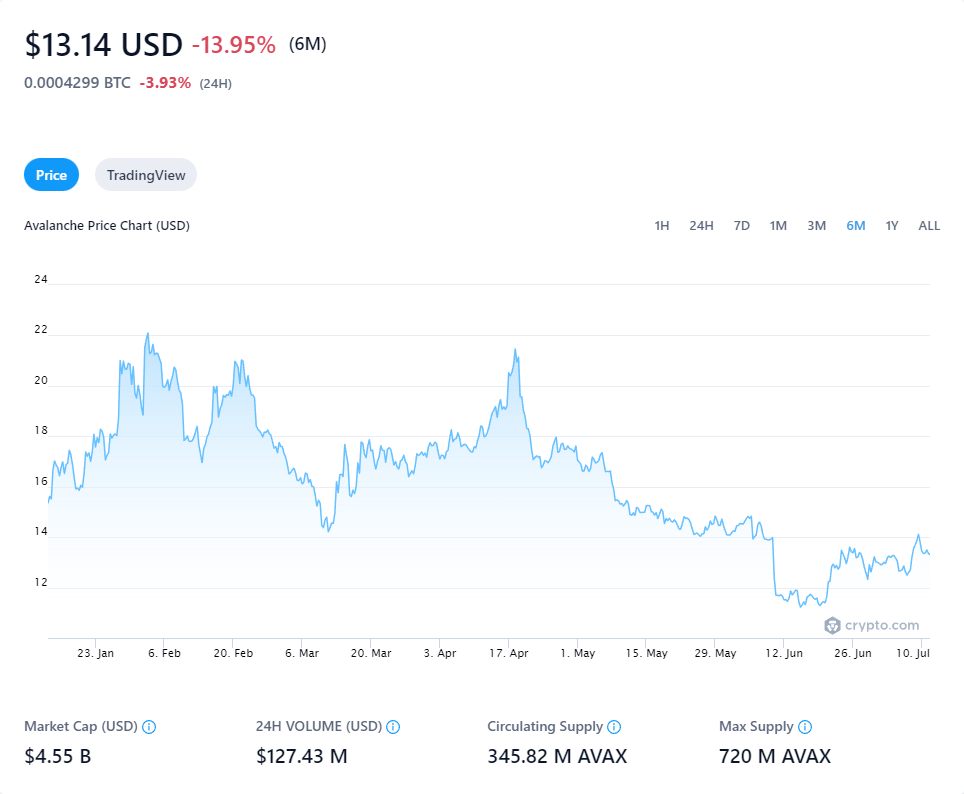 $13.14 USD -13.95% (6M)
0.0004299 BTC -3.93% (24H)
Price TradingView
Avalanche Price Chart (USD) 1H 24H 7D 1M 3M 6M 1Y ALL
24
22
20
18
16
14
12
crypto.com
23. Jan 6. Feb 20. Feb 6. Mar 20. Mar 3. Apr 17. Apr 1. May 15. May 29. May 12. Jun 26. Jun 10. Jul
Market Cap (USD) 24H VOLUME (USD) Circulating Supply Max Supply
$4.55 B $127.43 M 345.82 M AVAX 720 M AVAX